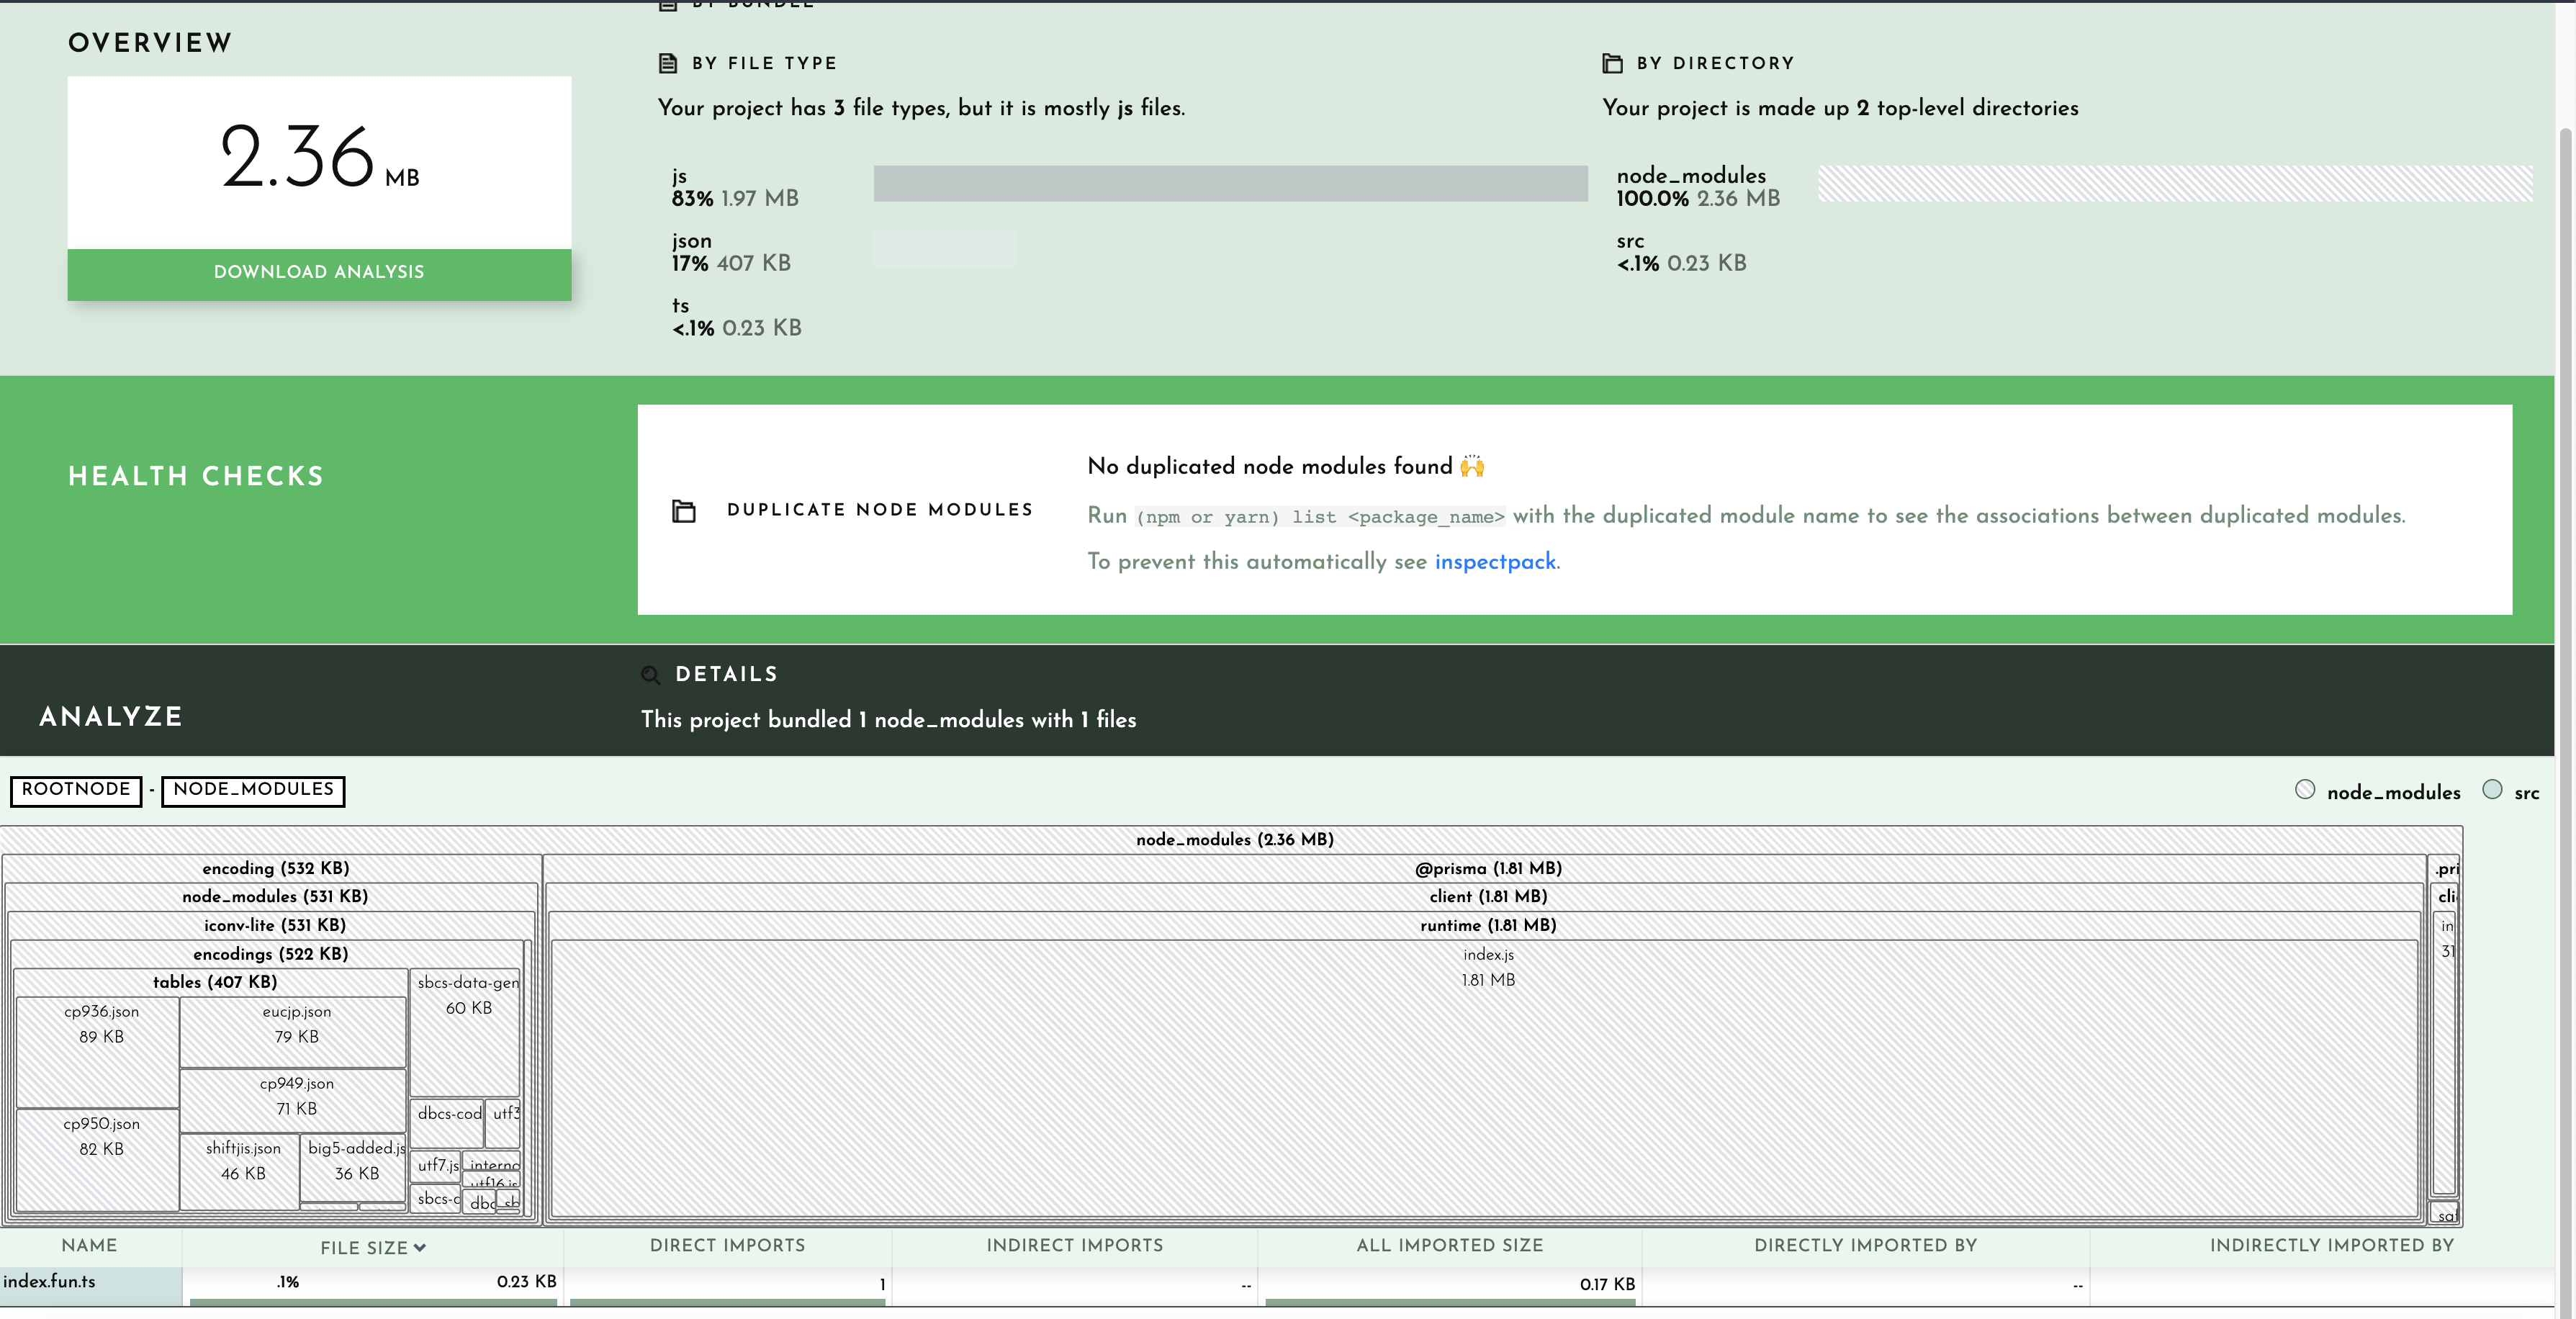 BY BUNDLE
OVERVIEW
2.36 MB
DOWNLOAD ANALYSIS
BY FILE TYPE
Your project has 3 file types, but it is mostly js files.
js
83% 1.97 MB
json
17% 407 KB
ts
<.1% 0.23 KB
BY DIRECTORY
Your project is made up 2 top-level directories
node_modules
100.0% 2.36 MB
src
<.1% 0.23 KB
HEALTH CHECKS
DUPLICATE NODE MODULES
No duplicated node modules found 🙌
Run (npm or yarn) list <package_name> with the duplicated module name to see the associations between duplicated modules.
To prevent this automatically see inspectpack.
ANALYZE
DETAILS
This project bundled 1 node_modules with 1 files
ROOTNODE - NODE_MODULES
node_modules src
node_modules (2.36 MB)
encoding (532 KB)
node_modules (531 KB)
iconv-lite (531 KB)
encodings (522 KB)
tables (407 KB)
cp936.json
89 KB
eucjp.json
79 KB
cp949.json
71 KB
cp950.json
82 KB
shiftjis.json
46 KB
big5-added.js
36 KB
sbcs-data-gen
60 KB
dbcs-cod
utf3
utf7.js
interna
utf16.js
sbcs-c
dbc
sb
@prisma (1.81 MB)
client (1.81 MB)
runtime (1.81 MB)
index.js
1.81 MB
.pri
cli
in
31
saf
NAME FILE SIZE DIRECT IMPORTS INDIRECT IMPORTS ALL IMPORTED SIZE DIRECTLY IMPORTED BY INDIRECTLY IMPORTED BY
index.fun.ts .1% 0.23 KB 1 -- 0.17 KB --